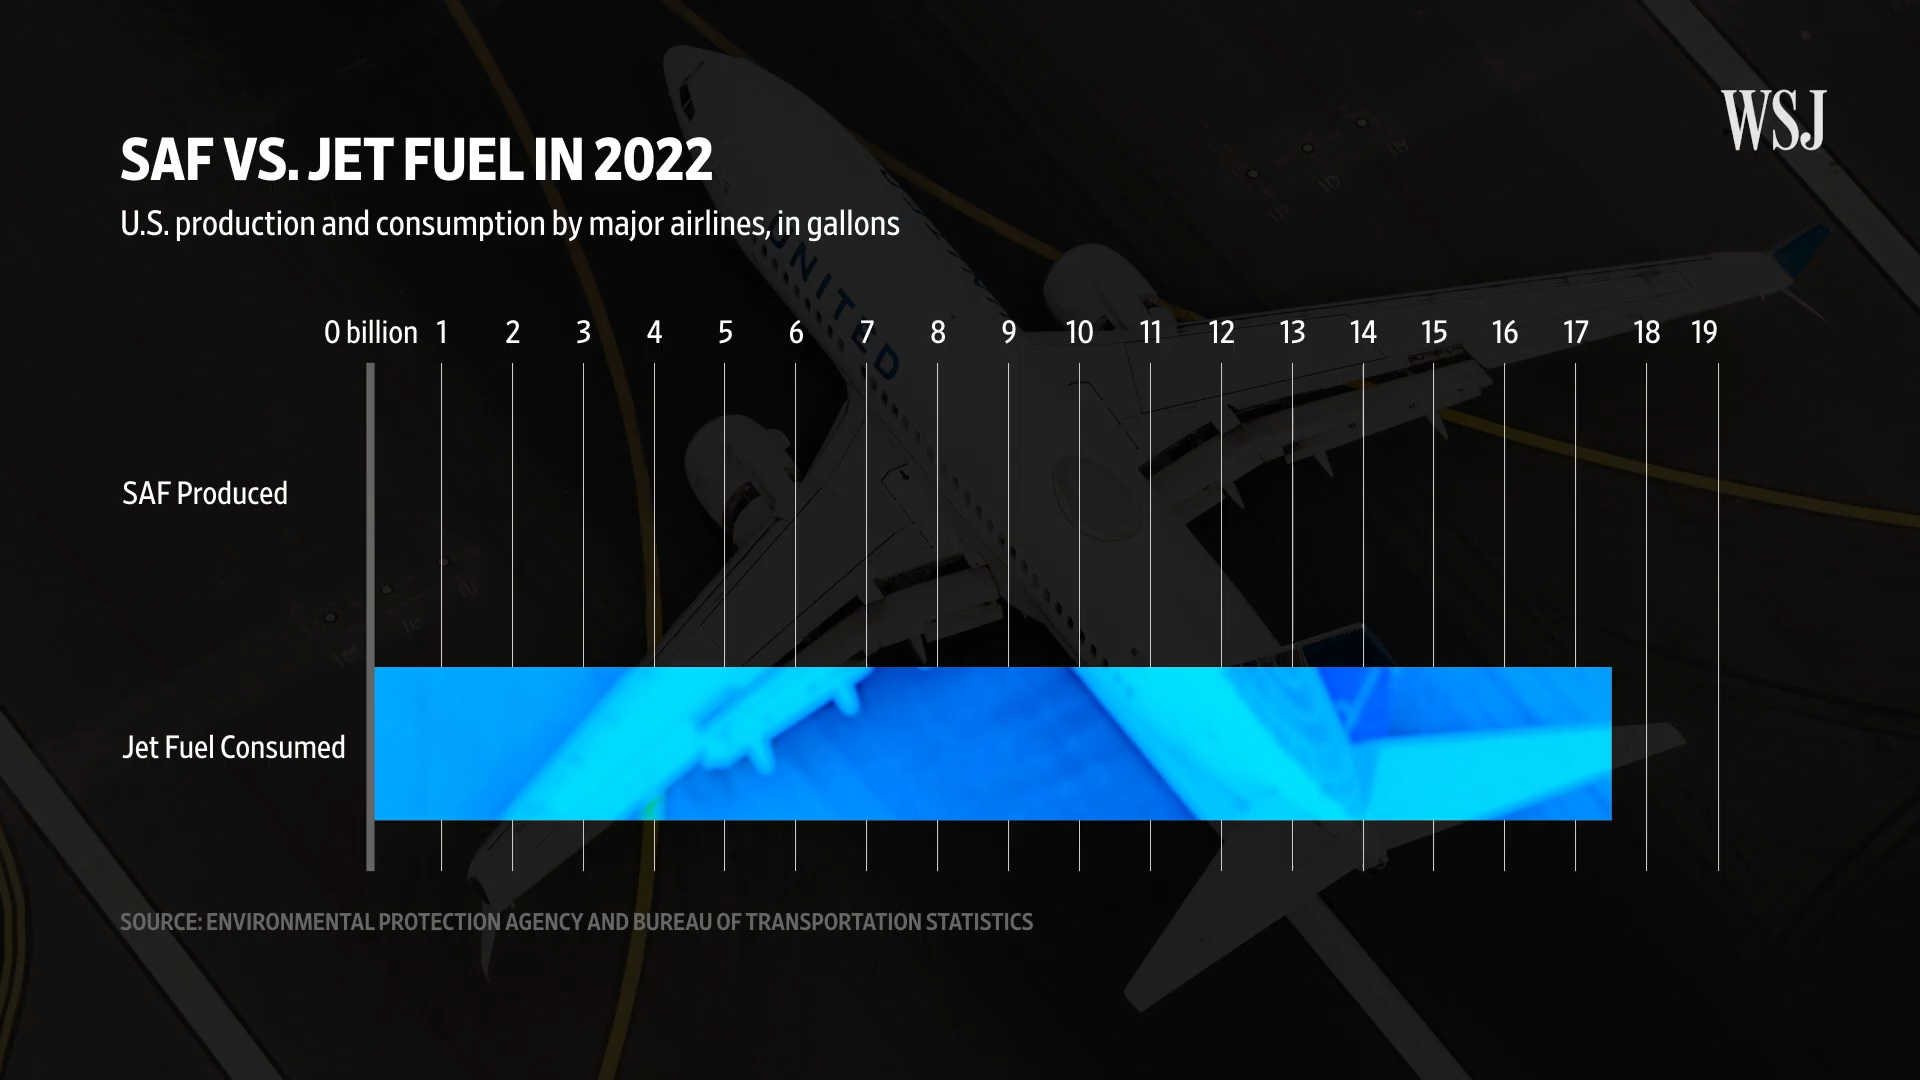 WSJ
SAF VS. JET FUEL IN 2022
U.S. production and consumption by major airlines, in gallons
UNITED
0 billion 1 2 3 4 5 6 7 8 9 10 11 12 13 14 15 16 17 18 19
SAF Produced
Jet Fuel Consumed
SOURCE: ENVIRONMENTAL PROTECTION AGENCY AND BUREAU OF TRANSPORTATION STATISTICS